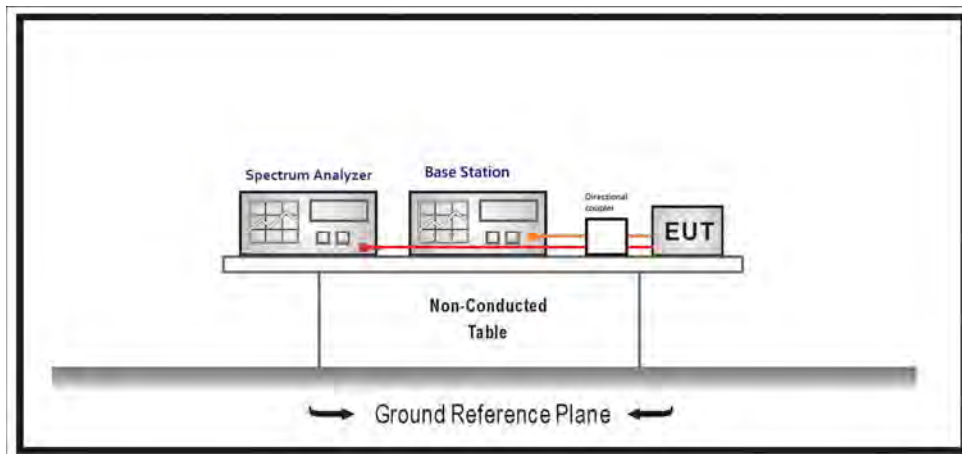 Spectrum Analyzer
Base Station
Directional
coupler
EUT
Non-Conducted
Table
Ground Reference Plane